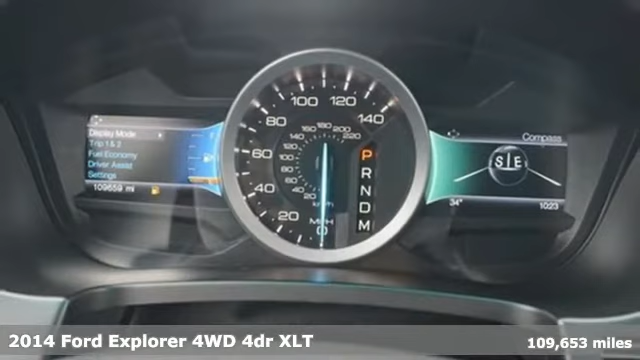 Display Mode
Trip 1 & 2
Fuel Economy
Driver Assist
Settings
109659 mi
20 40 60 80 100 120 140
20 40 60 80 100 120 140 160 180 200 220
km/h
MPH
0
P
R
N
D
M
Compass
S E
34°
1023
2014 Ford Explorer 4WD 4dr XLT
109,653 miles